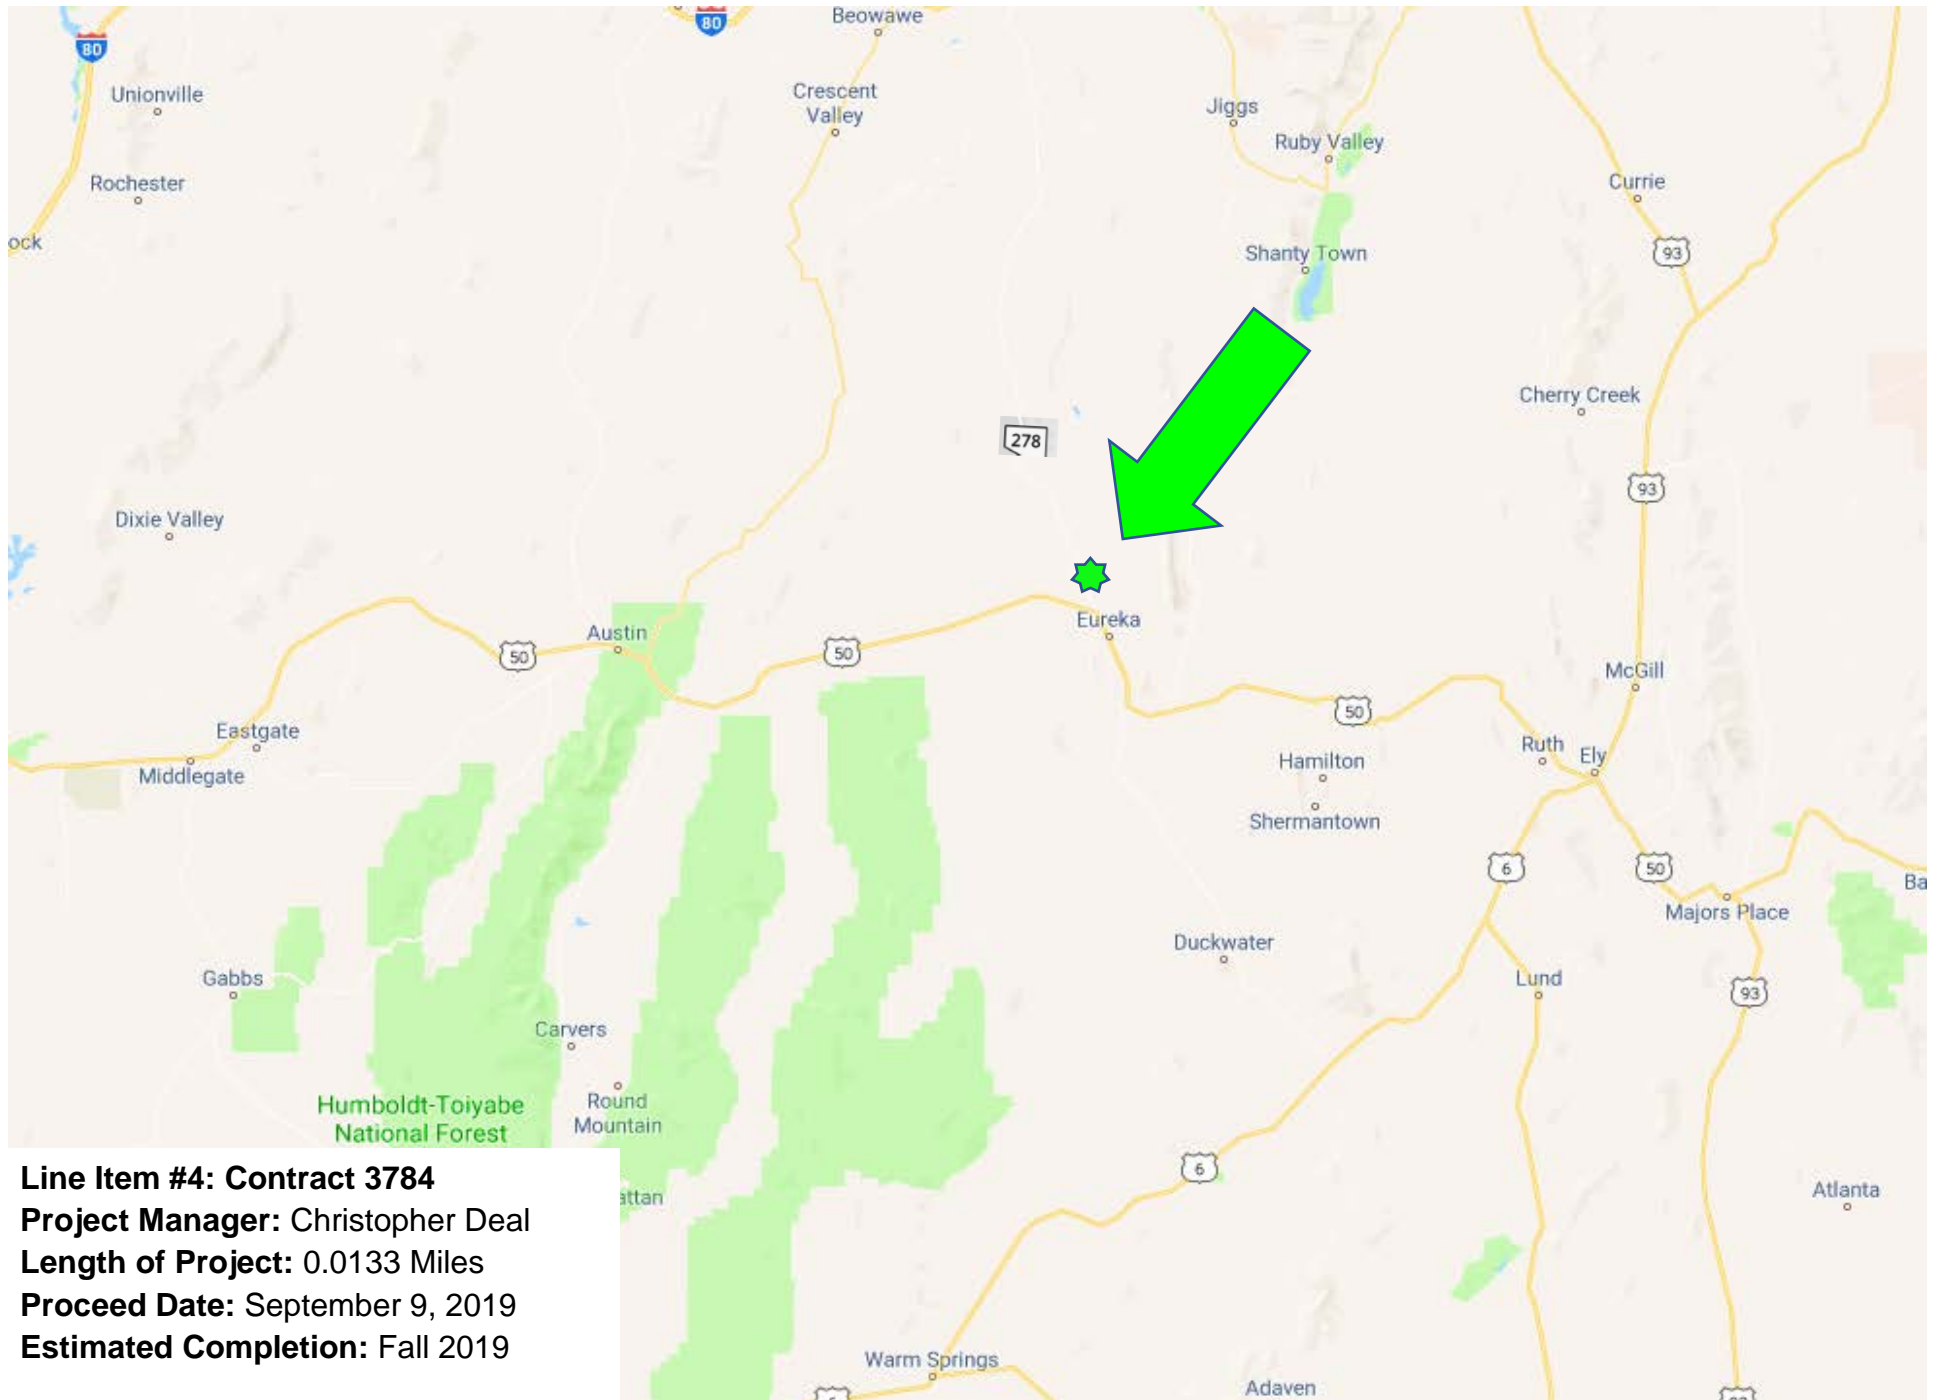 80
80
Beowawe
Unionville
Crescent
Valley
Jiggs
Ruby Valley
Rochester
Currie
ock
Shanty Town
93
Cherry Creek
278
93
Dixie Valley
Eureka
Austin
50
50
McGill
50
Eastgate
Middlegate
Ruth
Ely
Hamilton
Shermantown
6
50
Ba
Majors Place
Duckwater
Gabbs
Lund
93
Carvers
Humboldt-Toiyabe
National Forest
Round
Mountain
6
attan
Atlanta
Line Item #4: Contract 3784
Project Manager: Christopher Deal
Length of Project: 0.0133 Miles
Proceed Date: September 9, 2019
Estimated Completion: Fall 2019
Warm Springs
Adaven